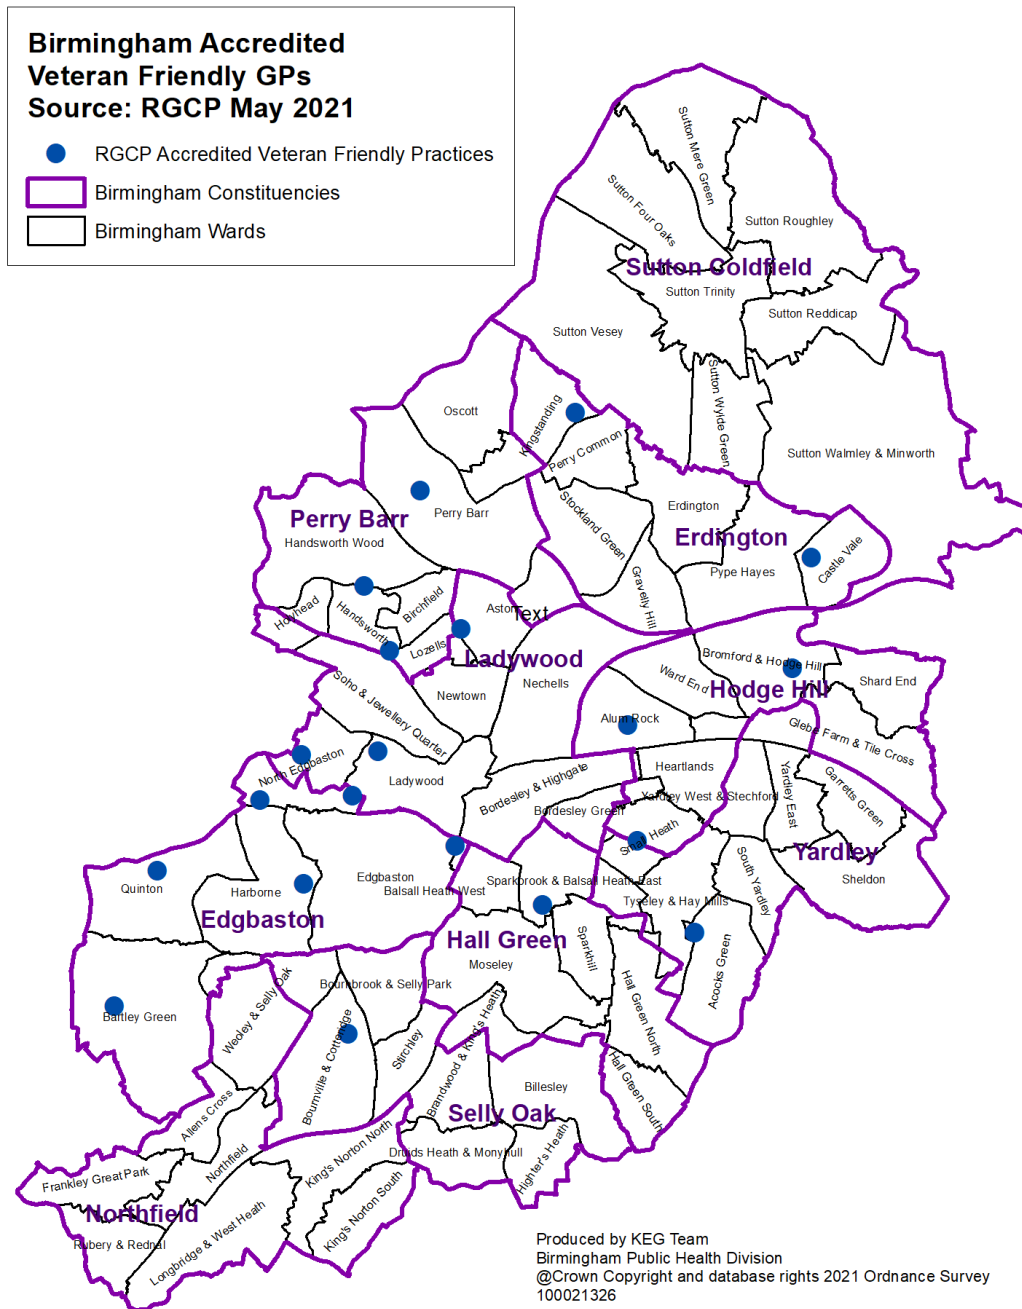 Birmingham Accredited
Veteran Friendly GPs
Source: RGCP May 2021
RGCP Accredited Veteran Friendly Practices
Birmingham Constituencies
Birmingham Wards
Sutton Mere Green
Sutton Four Oaks
Sutton Roughley
Sutton Coldfield
Sutton Trinity
Sutton Reddicap
Sutton Vesey
Sutton Wylde Green
Sutton Walmley & Minworth
Oscott
Kingstanding
Perry Common
Perry Barr
Perry Barr
Handsworth Wood
Stockland Green
Erdington
Erdington
Pype Hayes
Castle Vale
Gravelly Hill
Holyhead
Handsworth
Birchfield
Lozells
Aston
Text
Ladywood
Nechells
Newtown
Soho & Jewellery Quarter
Bromford & Hodge Hill
Ward End
Hodge Hill
Shard End
Alum Rock
Glebe Farm & Tile Cross
North Edgbaston
Ladywood
Bordesley & Highgate
Bordesley Green
Heartlands
Yardley West & Stechford
Yardley East
Garretts Green
Small Heath
Yardley
Sheldon
South Yardley
Quinton
Harborne
Edgbaston
Edgbaston
Balsall Heath West
Sparkbrook & Balsall Heath East
Tyseley & Hay Mills
Hall Green
Moseley
Sparkhill
Acocks Green
Hall Green North
Hall Green South
Bartley Green
Weoley & Selly Oak
Bournbrook & Selly Park
Bournville & Cotteridge
Stirchley
Brandwood & King's Heath
Billesley
Selly Oak
Druids Heath & Monyhull
Highter's Heath
Allens Cross
Frankley Great Park
Northfield
Northfield
King's Norton North
King's Norton South
Rubery & Rednal
Longbridge & West Heath
Produced by KEG Team
Birmingham Public Health Division
@Crown Copyright and database rights 2021 Ordnance Survey
100021326